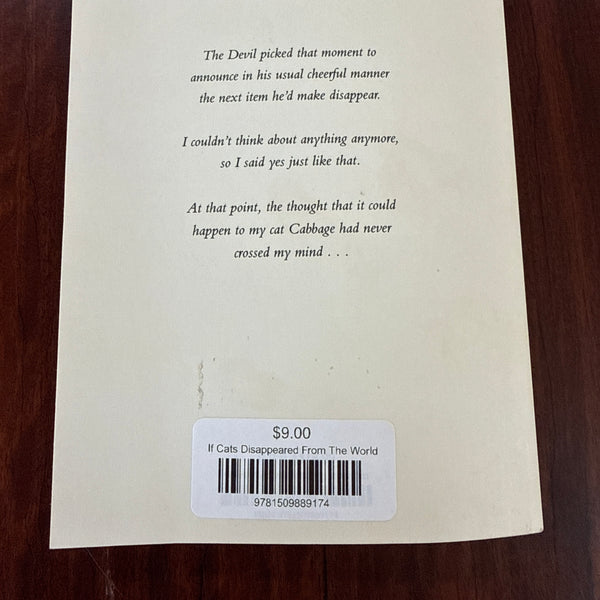 The Devil picked that moment to
announce in his usual cheerful manner
the next item he'd make disappear.
I couldn't think about anything anymore,
so I said yes just like that.
At that point, the thought that it could
happen to my cat Cabbage had never
crossed my mind . . .
$9.00
If Cats Disappeared From The World
9781509889174